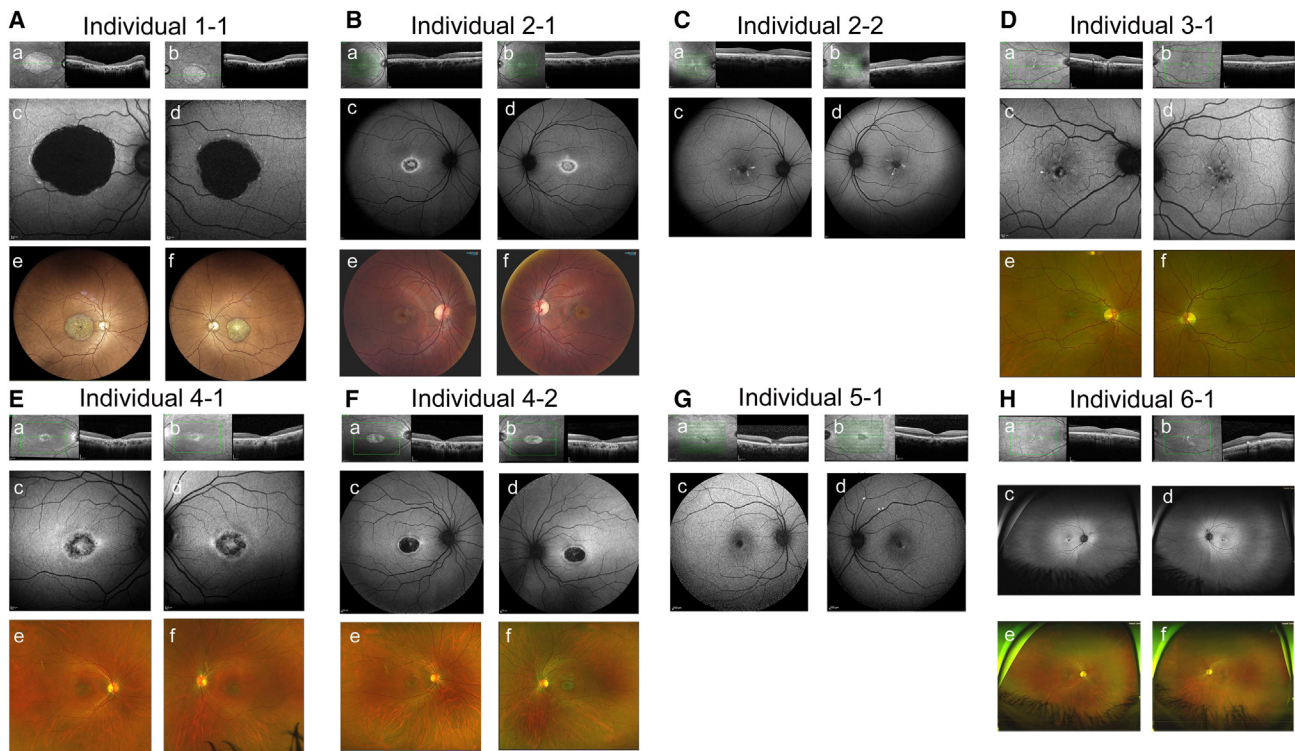 A Individual 1-1
B Individual 2-1
C Individual 2-2
D Individual 3-1
a b
a b
a b
a b
c d
c d
c d
c d
e f
e f
e f
E Individual 4-1
F Individual 4-2
G Individual 5-1
H Individual 6-1
a b
a b
a b
a b
c d
c d
c d
c d
e f
e f
e f